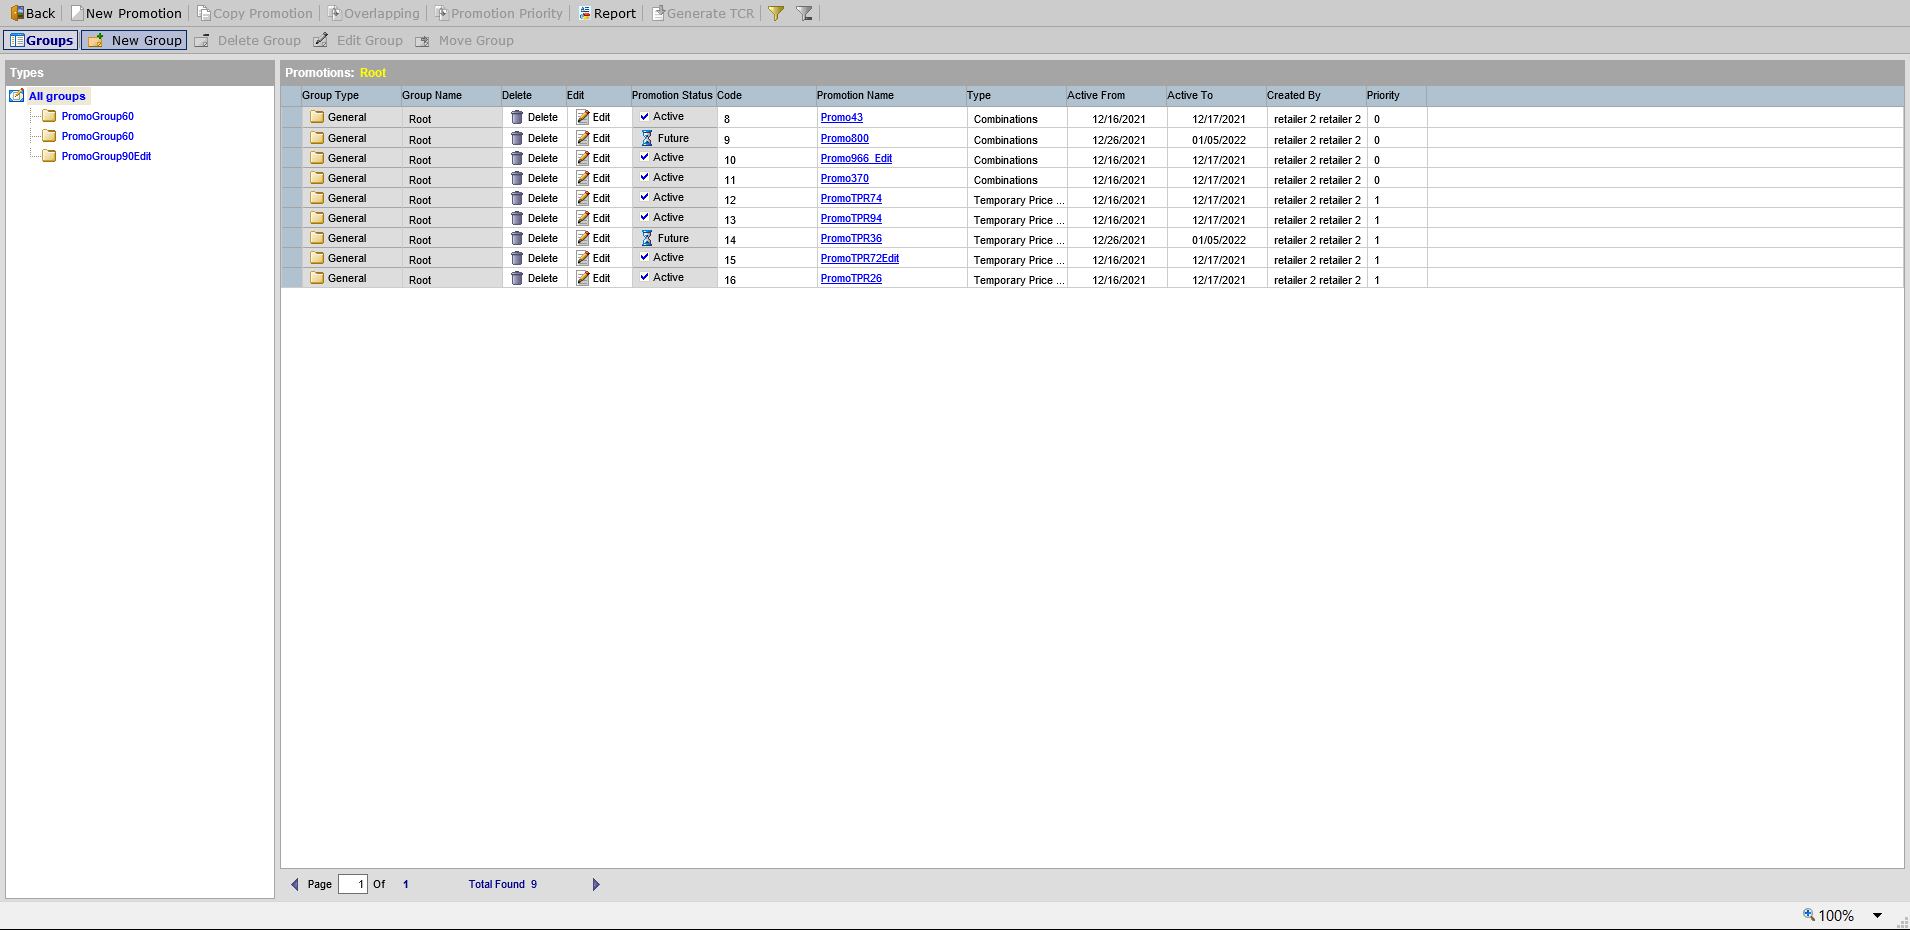 Back New Promotion Copy Promotion Overlapping Promotion Priority Report Generate TCR
Groups New Group Delete Group Edit Group Move Group
Types
All groups
PromoGroup60
PromoGroup60
PromoGroup90Edit
Promotions: Root
Group Type Group Name Delete Edit Promotion Status Code Promotion Name Type Active From Active To Created By Priority
General Root Delete Edit Active 8 Promo43 Combinations 12/16/2021 12/17/2021 retailer 2 retailer 2 0
General Root Delete Edit Future 9 Promo800 Combinations 12/26/2021 01/05/2022 retailer 2 retailer 2 0
General Root Delete Edit Active 10 Promo966_Edit Combinations 12/16/2021 12/17/2021 retailer 2 retailer 2 0
General Root Delete Edit Active 11 Promo370 Combinations 12/16/2021 12/17/2021 retailer 2 retailer 2 0
General Root Delete Edit Active 12 PromoTPR74 Temporary Price ... 12/16/2021 12/17/2021 retailer 2 retailer 2 1
General Root Delete Edit Active 13 PromoTPR94 Temporary Price ... 12/16/2021 12/17/2021 retailer 2 retailer 2 1
General Root Delete Edit Future 14 PromoTPR36 Temporary Price ... 12/26/2021 01/05/2022 retailer 2 retailer 2 1
General Root Delete Edit Active 15 PromoTPR72Edit Temporary Price ... 12/16/2021 12/17/2021 retailer 2 retailer 2 1
General Root Delete Edit Active 16 PromoTPR26 Temporary Price ... 12/16/2021 12/17/2021 retailer 2 retailer 2 1
Page 1 Of 1 Total Found 9
100%